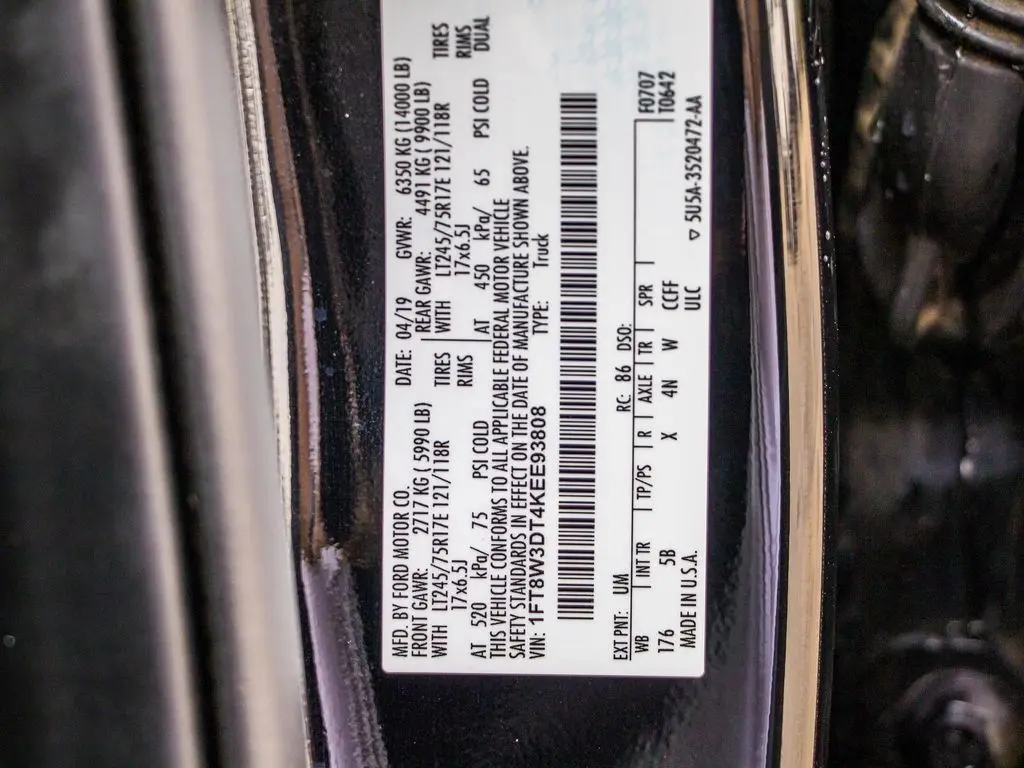 MFD. BY FORD MOTOR CO.
DATE: 04/19 GVWR: 6350 KG (14000 LB)
FRONT GAWR: 2717 KG ( 5990 LB)
REAR GAWR: 4491 KG ( 9900 LB)
WITH LT245/75R17E 121/118R TIRES
WITH LT245/75R17E 121/118R TIRES
17x6.5J RIMS
17x6.5J RIMS
AT 520 kPa/ 75 PSI COLD
AT 450 kPa/ 65 PSI COLD DUAL
THIS VEHICLE CONFORMS TO ALL APPLICABLE FEDERAL MOTOR VEHICLE
SAFETY STANDARDS IN EFFECT ON THE DATE OF MANUFACTURE SHOWN ABOVE.
VIN: 1FT8W3DT4KEE93808 TYPE: Truck
EXT PNT: UM RC: 86 DSO: F0707
WB INT TR TP/PS R AXLE TR SPR T0642
176 5B X 4N W CCFF
MADE IN U.S.A. ULC ▽ 5U5A-3S20472-AA